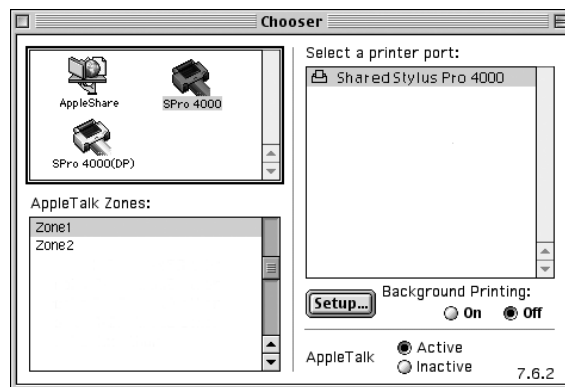 Chooser
AppleShare
SPro 4000
SPro 4000(DP)
AppleTalk Zones:
Zone1
Zone2
Select a printer port:
Shared Stylus Pro 4000
Setup...
Background Printing:
On Off
AppleTalk
Active
Inactive
7.6.2